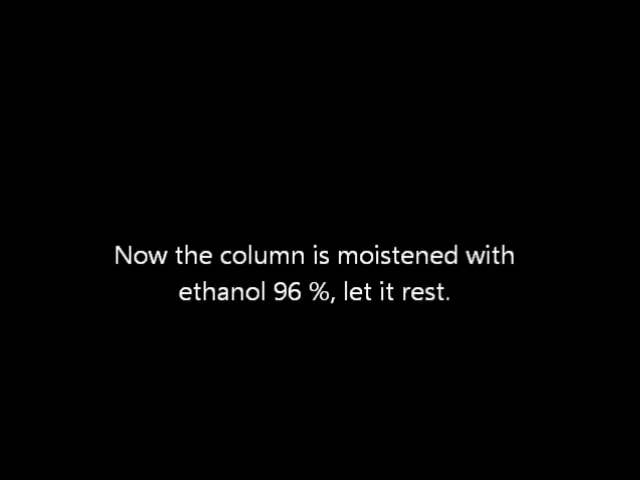 Now the column is moistened with
ethanol 96 %, let it rest.